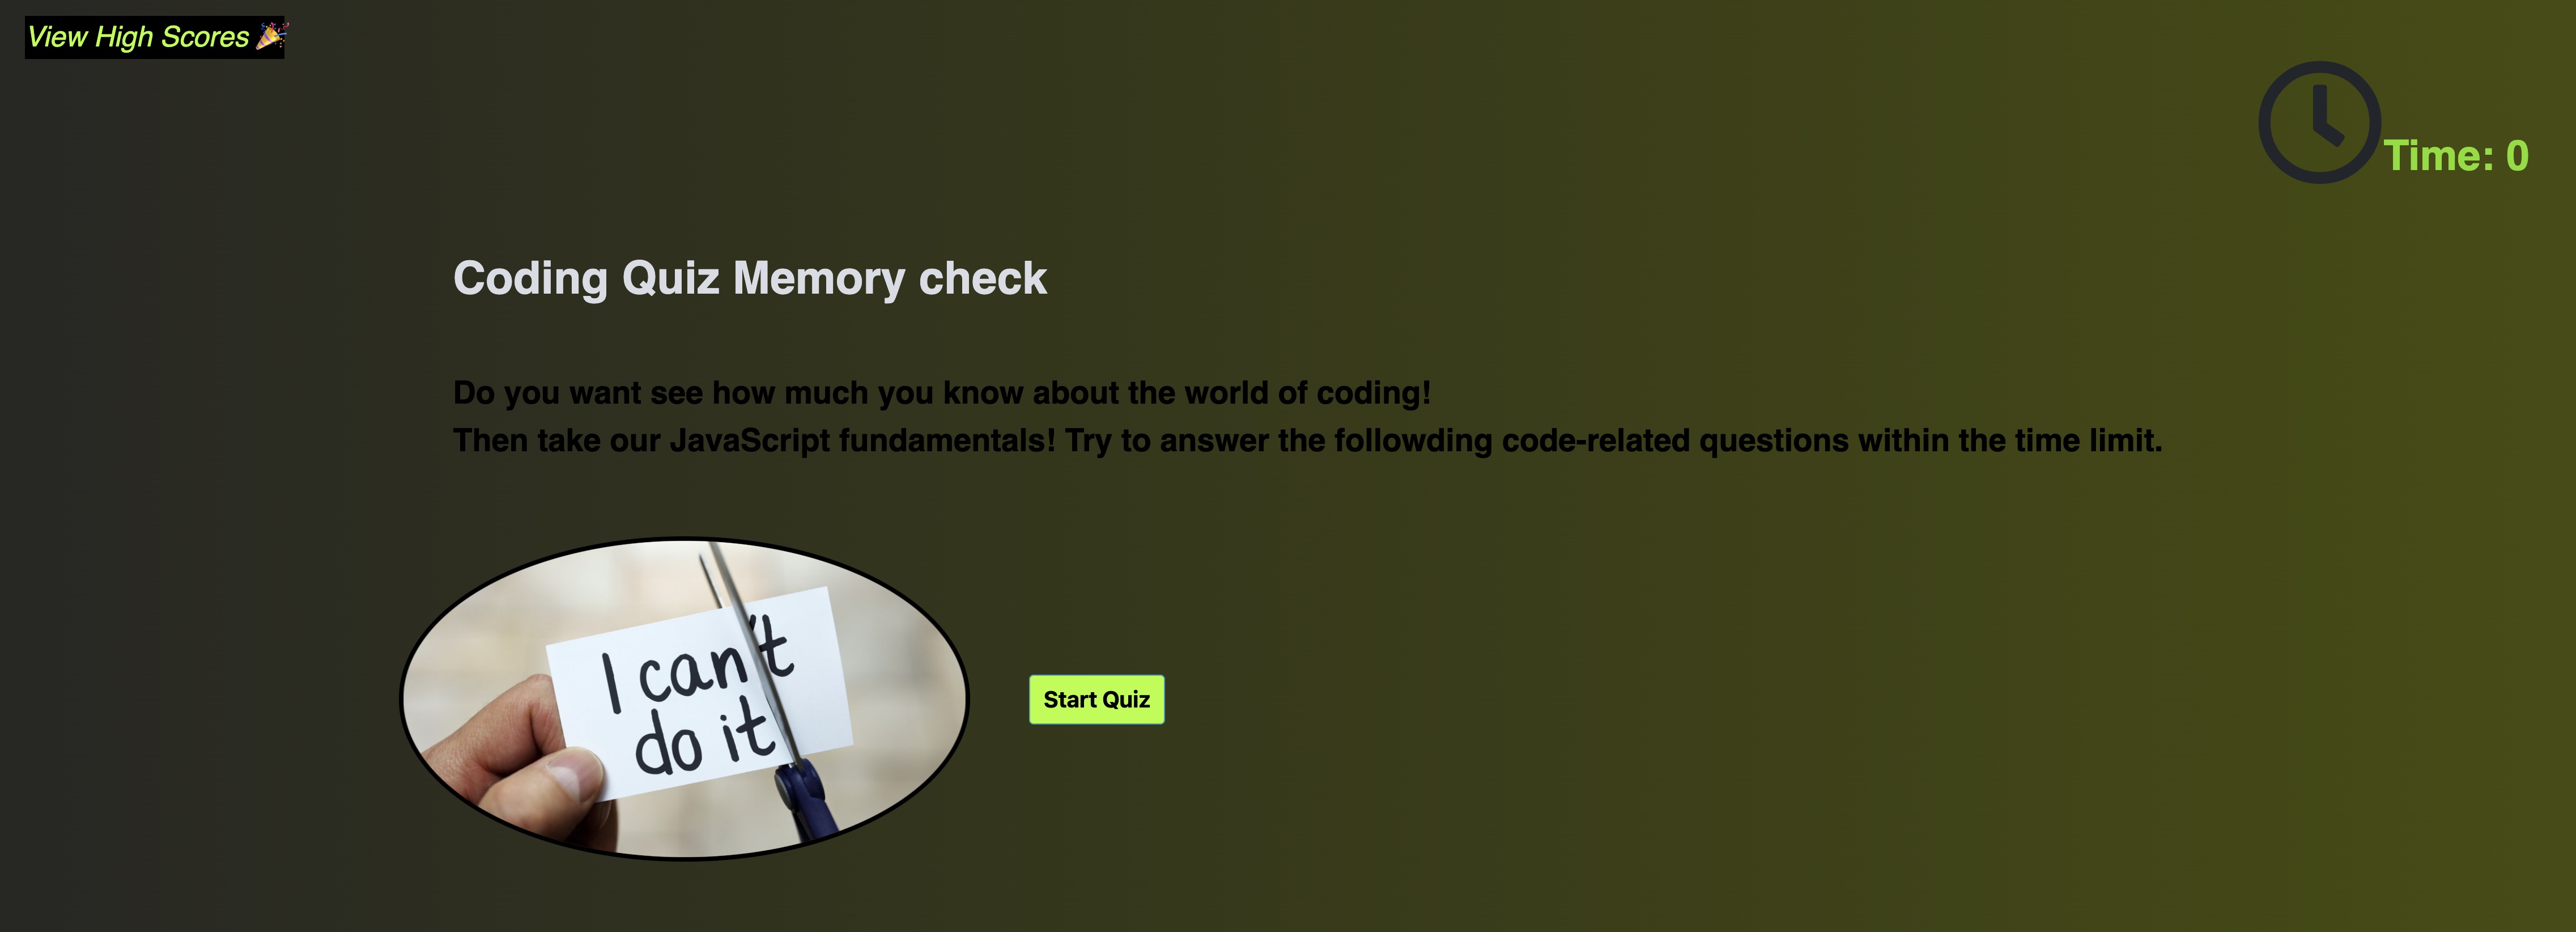 View High Scores 🎉
Time: 0
Coding Quiz Memory check
Do you want see how much you know about the world of coding!
Then take our JavaScript fundamentals! Try to answer the followding code-related questions within the time limit.
I can't
do it
Start Quiz